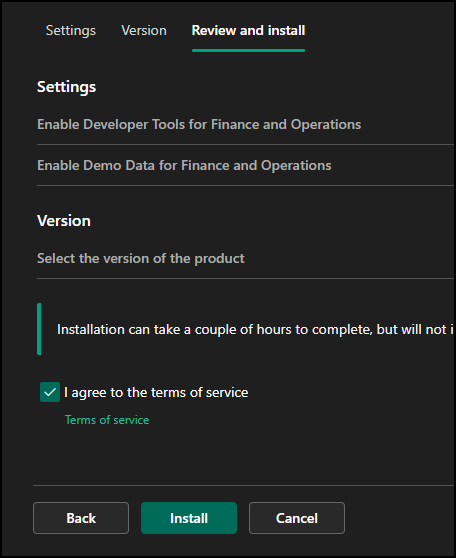 Settings Version Review and install
Settings
Enable Developer Tools for Finance and Operations
Enable Demo Data for Finance and Operations
Version
Select the version of the product
Installation can take a couple of hours to complete, but will not i
I agree to the terms of service
Terms of service
Back Install Cancel